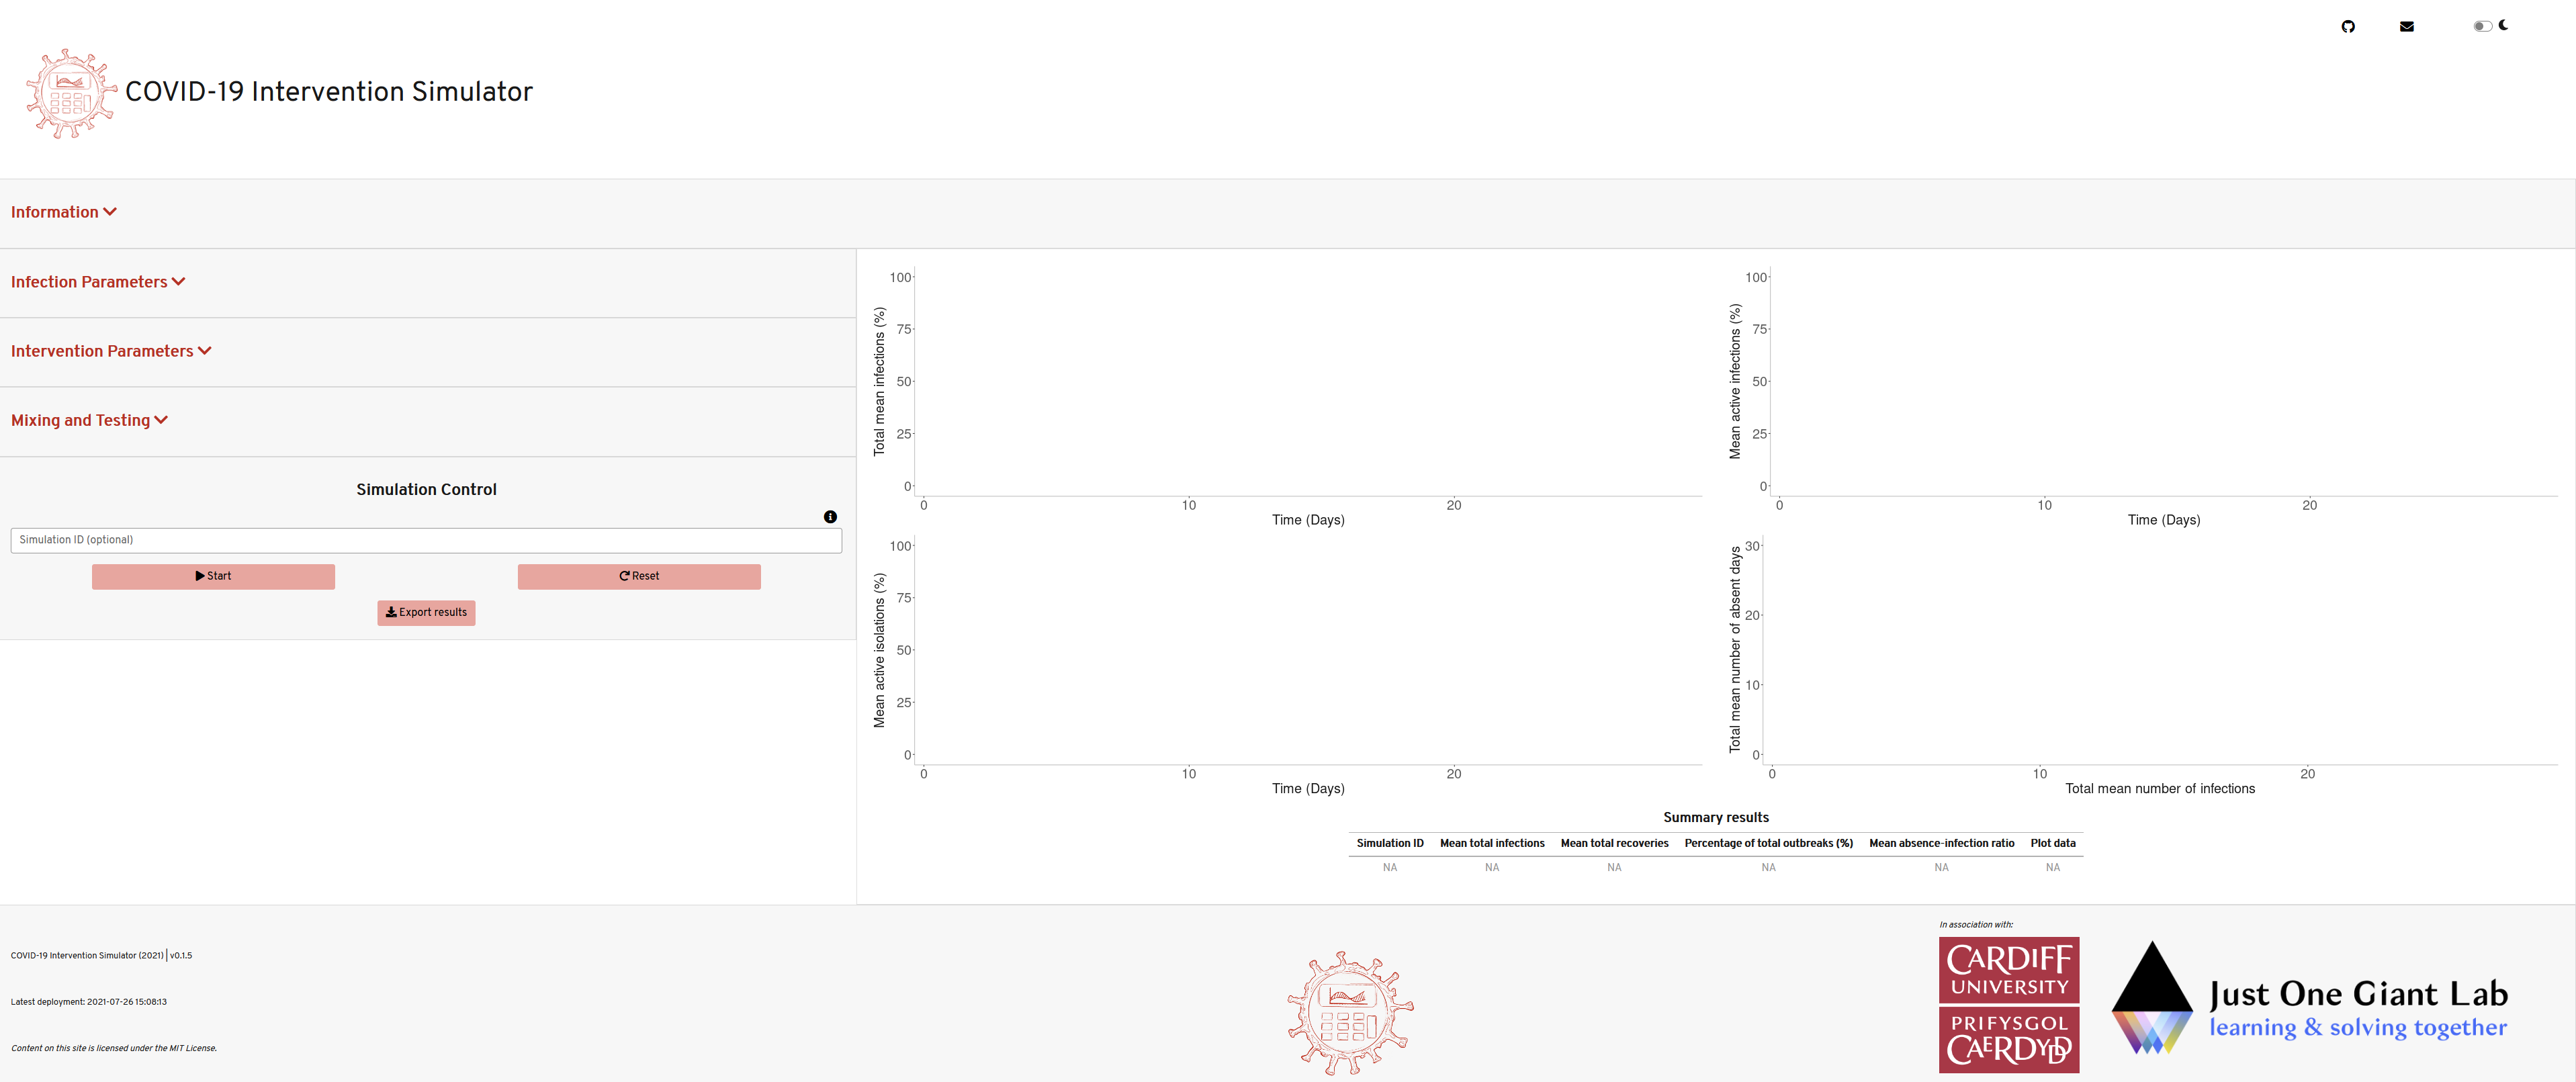 COVID-19 Intervention Simulator
Information
Infection Parameters
Intervention Parameters
Mixing and Testing
Simulation Control
Simulation ID (optional)
Start
Reset
Export results
Total mean infections (%)
100
75
50
25
0
0 10 20
Time (Days)
Mean active infections (%)
100
75
50
25
0
0 10 20
Time (Days)
Mean active isolations (%)
100
75
50
25
0
0 10 20
Time (Days)
Total mean number of absent days
30
20
10
0
0 10 20
Total mean number of infections
Summary results
Simulation ID Mean total infections Mean total recoveries Percentage of total outbreaks (%) Mean absence-infection ratio Plot data
NA NA NA NA NA NA
COVID-19 Intervention Simulator (2021) | v0.1.5
Latest deployment: 2021-07-26 15:08:13
Content on this site is licensed under the MIT License.
In association with:
CARDIFF
UNIVERSITY
PRIFYSGOL
CAERDYDD
Just One Giant Lab
learning & solving together